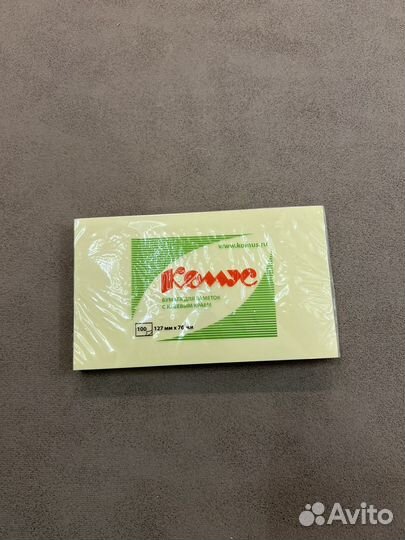 www.komus.ru
Комус
БУМАГА ДЛЯ ЗАМЕТОК
С КЛЕЕВЫМ КРАЕМ
100 127 мм x 76 мм
Avito